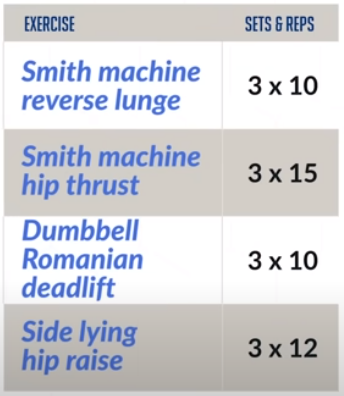 EXERCISE SETS & REPS
Smith machine
reverse lunge
3 x 10
Smith machine
hip thrust
3 x 15
Dumbbell
Romanian
deadlift
3 x 10
Side lying
hip raise
3 x 12